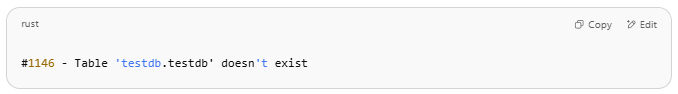 rust
Copy
Edit
#1146 - Table 'testdb.testdb' doesn't exist